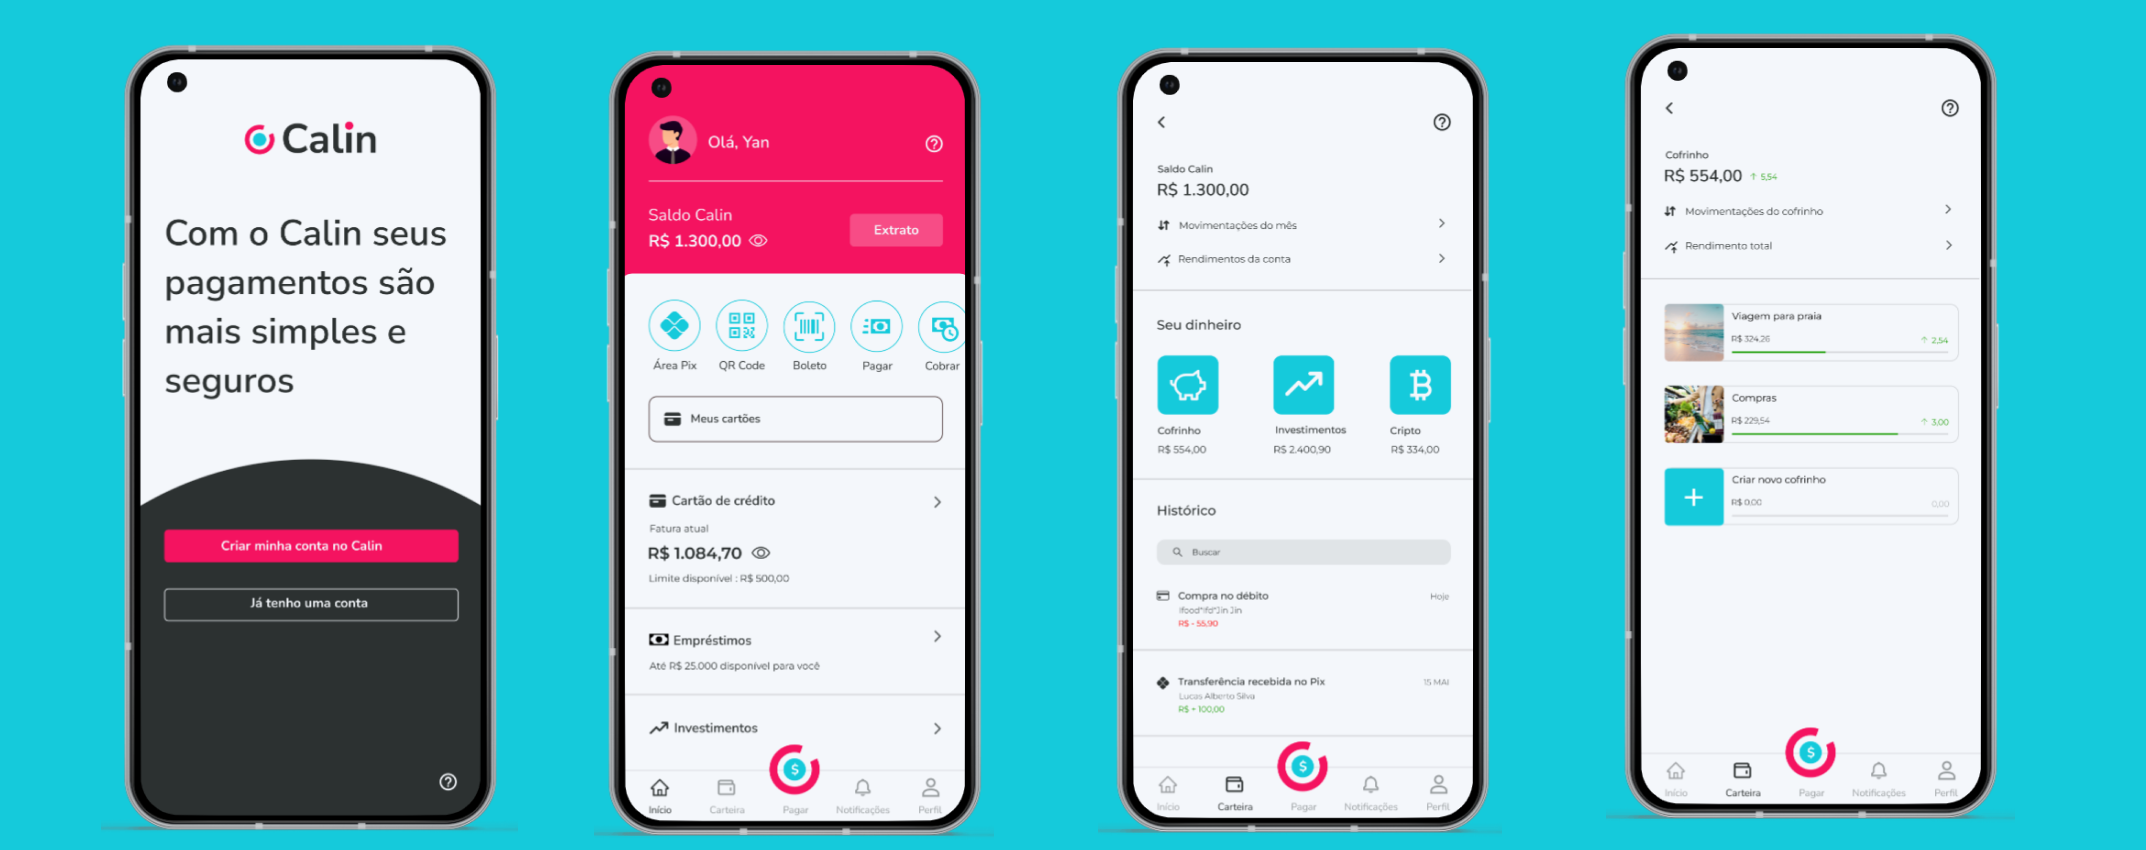 Calin
Com o Calin seus
pagamentos são
mais simples e
seguros
Criar minha conta no Calin
Já tenho uma conta
Olá, Yan
Saldo Calin
R$ 1.300,00
Extrato
Área Pix
QR Code
Boleto
Pagar
Cobrar
Meus cartões
Cartão de crédito
Fatura atual
R$ 1.084,70
Limite disponível : R$ 500,00
Empréstimos
Até R$ 25.000 disponível para você
Investimentos
$
Início
Carteira
Pagar
Notificações
Perfil
Saldo Calin
R$ 1.300,00
Movimentações do mês
Rendimentos da conta
Seu dinheiro
Cofrinho
R$ 554,00
Investimentos
R$ 2.400,90
Cripto
R$ 334,00
Histórico
Buscar
Compra no débito
Hoje
Ifood*Ifd*Jin Jin
R$ - 55,90
Transferência recebida no Pix
15 MAI
Lucas Alberto Silva
R$ + 100,00
$
Início
Carteira
Pagar
Notificações
Perfil
Cofrinho
R$ 554,00 ↑ 5,54
Movimentações do cofrinho
Rendimento total
Viagem para praia
R$ 324,26
↑ 2,54
Compras
R$ 229,54
↑ 3,00
Criar novo cofrinho
R$ 0,00
0,00
$
Início
Carteira
Pagar
Notificações
Perfil